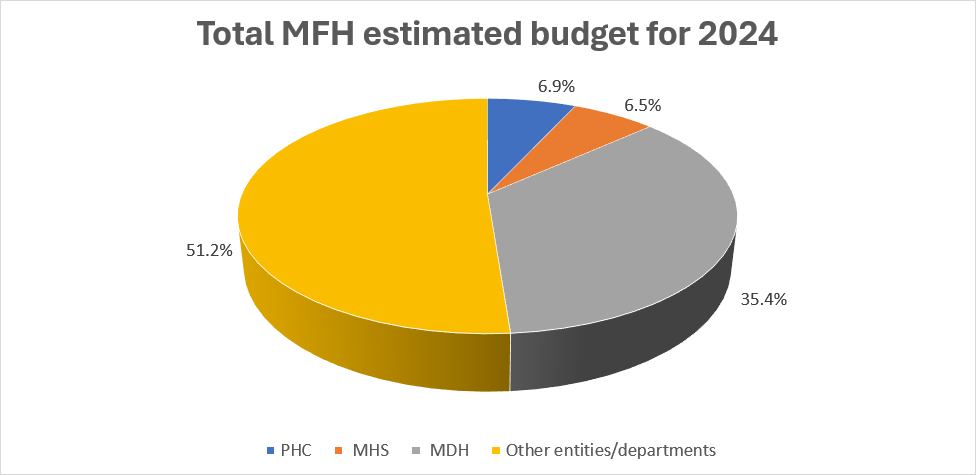 Total MFH estimated budget for 2024
6.9%
6.5%
51.2%
35.4%
PHC MHS MDH Other entities/departments